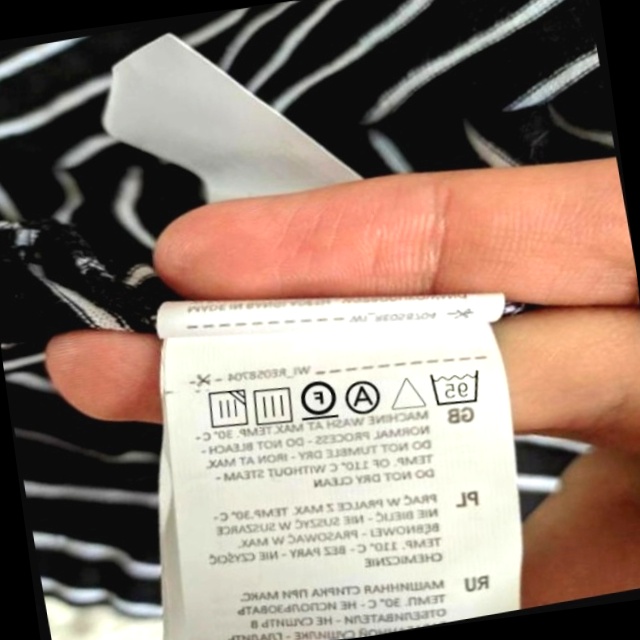 WI_RE058704
95 A F
GB
MACHINE WASH AT MAX.TEMP. 30°C -
NORMAL PROCESS - DO NOT BLEACH -
DO NOT TUMBLE DRY - IRON AT MAX.
TEMP. OF 110°C WITHOUT STEAM -
DO NOT DRY CLEAN
PL
PRAĆ W PRALCE Z MAX. TEMP. 30°C -
NIE BIELIĆ - NIE SUSZYĆ W SUSZARCE
BĘBNOWEJ - PRASOWAĆ W MAX.
TEMP. 110°C - BEZ PARY - NIE CZYŚCIĆ
CHEMICZNIE
RU
МАШИННАЯ СТИРКА ПРИ МАКС.
ТЕМП. 30°C - НЕ ИСПОЛЬЗОВАТЬ
ОТБЕЛИВАТЕЛИ - НЕ СУШИТЬ В
СУШИЛКЕ - ГЛАДИТЬ